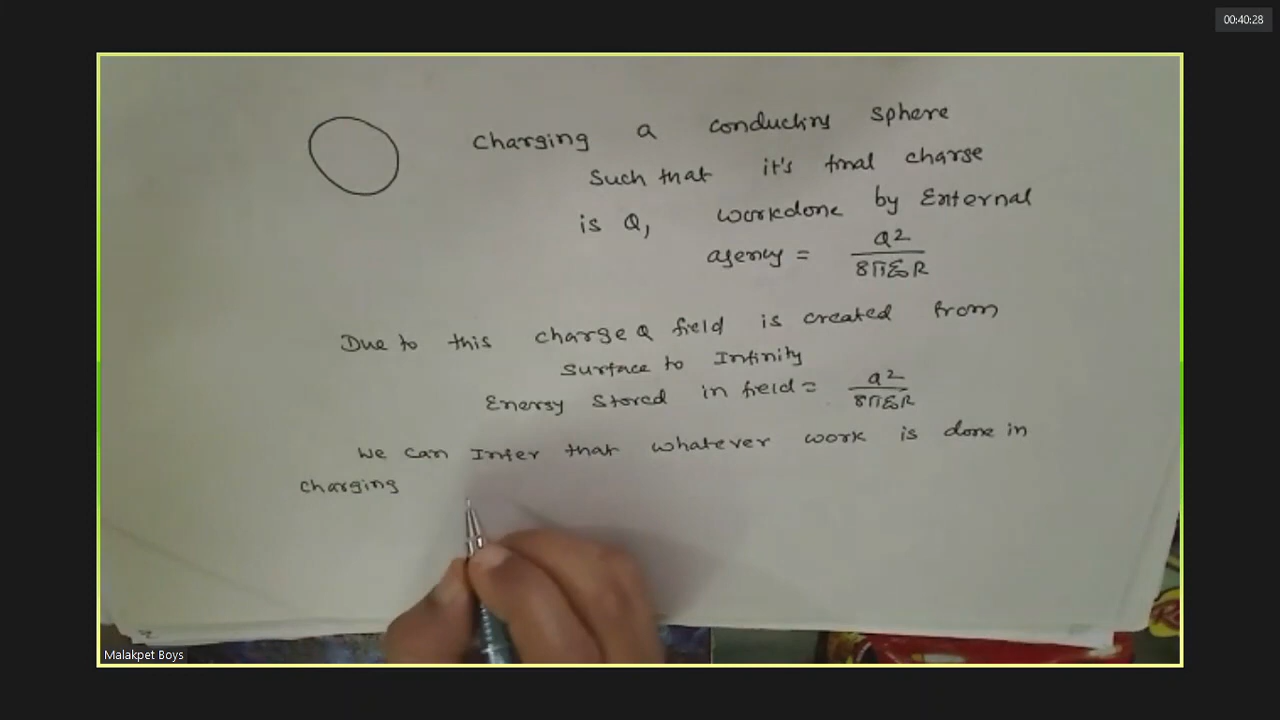 00:40:28
Charging a conducting sphere
Such that it's final charge
is Q, workdone by External
agency = Q²/8πε₀R
Due to this charge Q field is created from
surface to Infinity
Energy Stored in field = Q²/8πε₀R
We can Infer that whatever work is done in
charging
Malakpet Boys